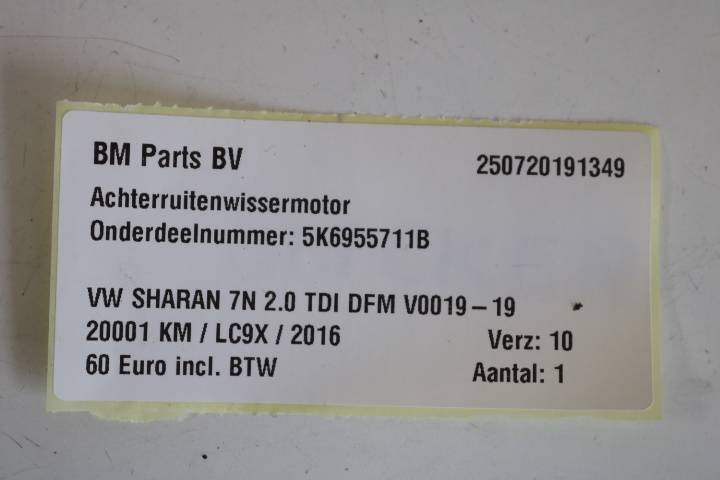 BM Parts BV 250720191349
Achterruitenwissermotor
Onderdeelnummer: 5K6955711B
VW SHARAN 7N 2.0 TDI DFM V0019-19
20001 KM / LC9X / 2016 Verz: 10
60 Euro incl. BTW Aantal: 1